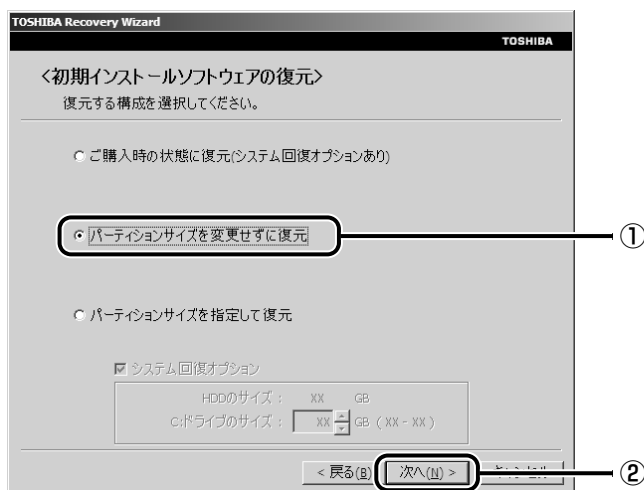 TOSHIBA Recovery Wizard
TOSHIBA
<初期インストールソフトウェアの復元>
復元する構成を選択してください。
ご購入時の状態に復元(システム回復オプションあり)
パーティションサイズを変更せずに復元
①
パーティションサイズを指定して復元
システム回復オプション
HDDのサイズ： XX GB
C:ドライブのサイズ： XX GB ( XX - XX )
< 戻る(B) 次へ(N) > ②